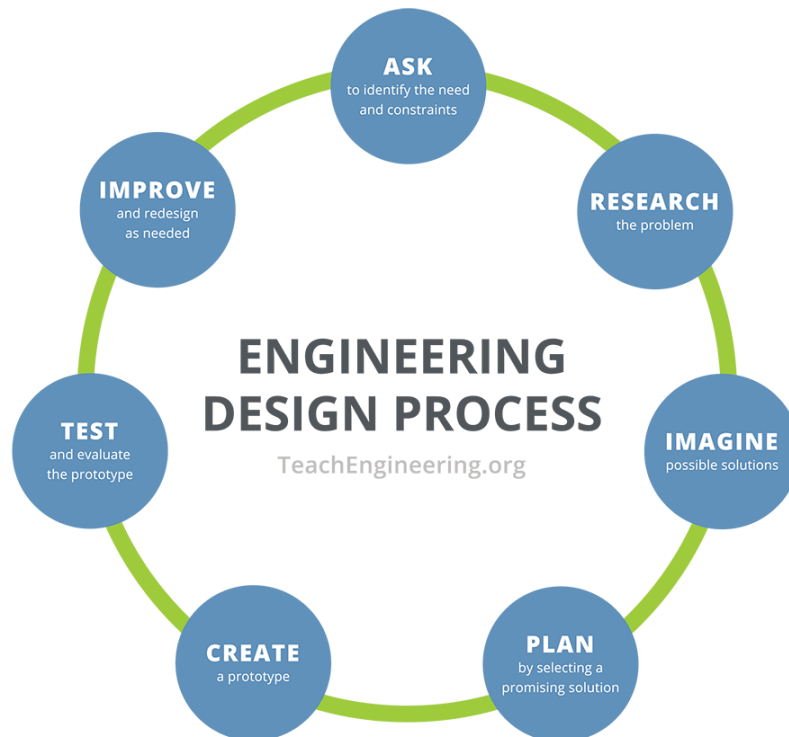 ASK
to identify the need
and constraints
RESEARCH
the problem
IMAGINE
possible solutions
PLAN
by selecting a
promising solution
CREATE
a prototype
TEST
and evaluate
the prototype
IMPROVE
and redesign
as needed
ENGINEERING
DESIGN PROCESS
TeachEngineering.org